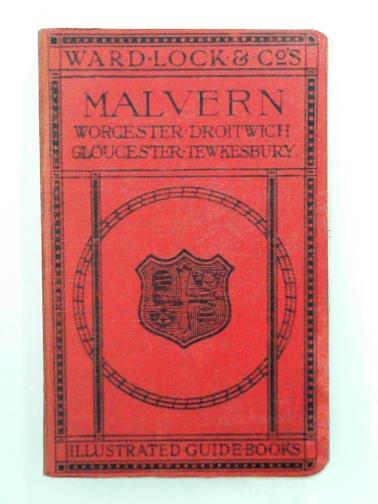 WARD·LOCK·&·Co's
MALVERN
WORCESTER·DROITWICH
GLOUCESTER·TEWKESBURY.
ILLUSTRATED·GUIDE·BOOKS